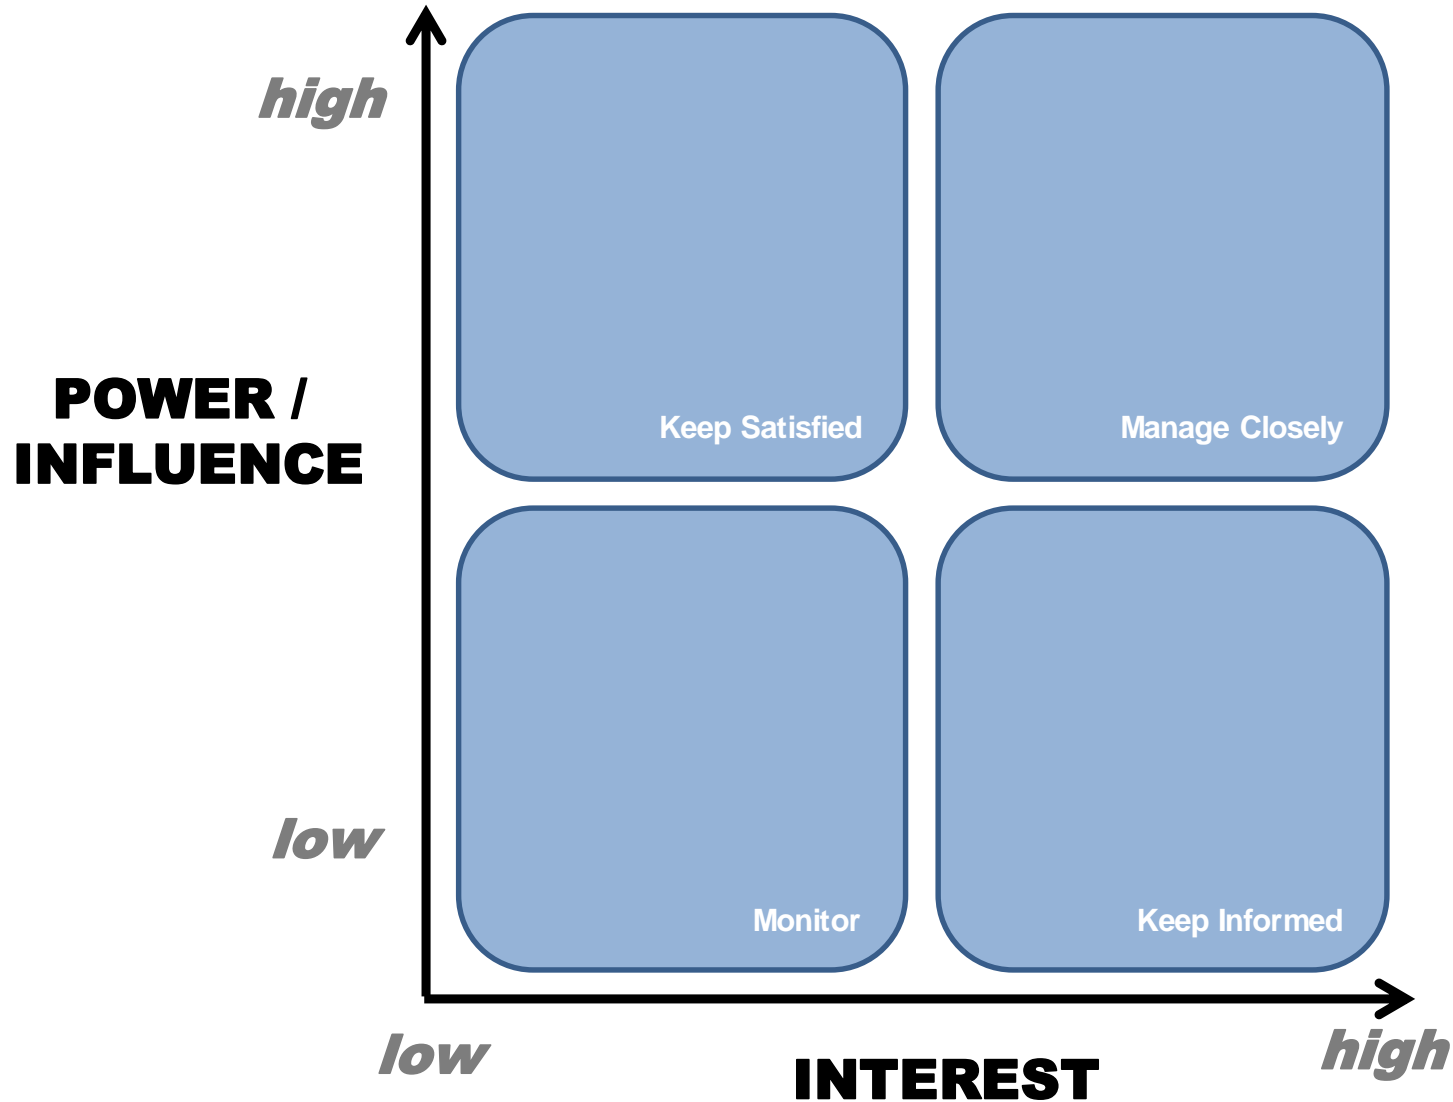 high
Keep Satisfied
Manage Closely
POWER /
INFLUENCE
low
Monitor
Keep Informed
low
INTEREST
high